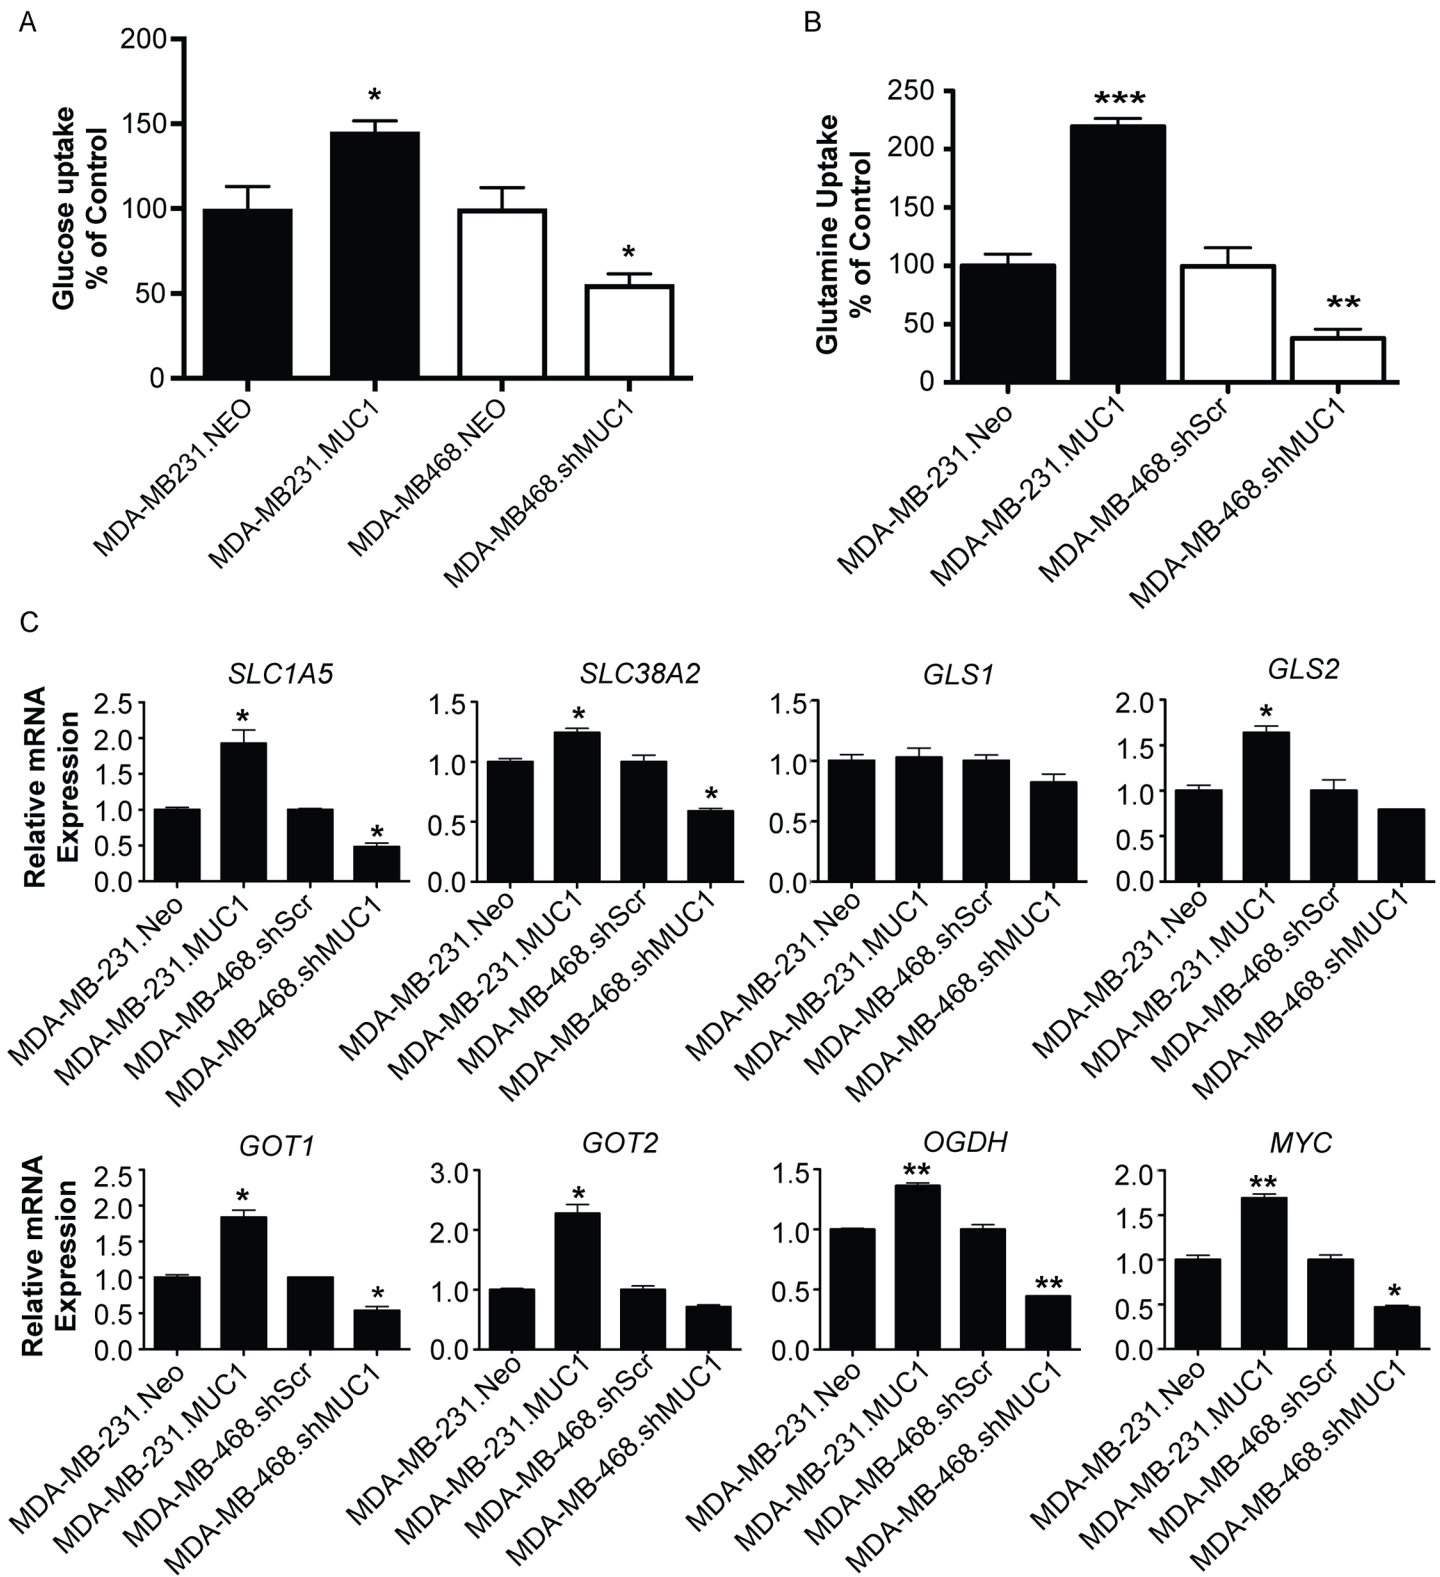 A
Glucose uptake
% of Control
200
150
100
50
0
*
*
MDA-MB231.NEO
MDA-MB231.MUC1
MDA-MB468.NEO
MDA-MB468.shMUC1
B
Glutamine Uptake
% of Control
250
200
150
100
50
0
***
**
MDA-MB-231.Neo
MDA-MB-231.MUC1
MDA-MB-468.shScr
MDA-MB-468.shMUC1
C
Relative mRNA
Expression
SLC1A5
2.5
2.0
1.5
1.0
0.5
0.0
*
*
MDA-MB-231.Neo
MDA-MB-231.MUC1
MDA-MB-468.shScr
MDA-MB-468.shMUC1
SLC38A2
1.5
1.0
0.5
0.0
*
*
MDA-MB-231.Neo
MDA-MB-231.MUC1
MDA-MB-468.shScr
MDA-MB-468.shMUC1
GLS1
1.5
1.0
0.5
0.0
MDA-MB-231.Neo
MDA-MB-231.MUC1
MDA-MB-468.shScr
MDA-MB-468.shMUC1
GLS2
2.0
1.5
1.0
0.5
0.0
*
MDA-MB-231.Neo
MDA-MB-231.MUC1
MDA-MB-468.shScr
MDA-MB-468.shMUC1
Relative mRNA
Expression
GOT1
2.5
2.0
1.5
1.0
0.5
0.0
*
*
MDA-MB-231.Neo
MDA-MB-231.MUC1
MDA-MB-468.shScr
MDA-MB-468.shMUC1
GOT2
3.0
2.0
1.0
0.0
*
MDA-MB-231.Neo
MDA-MB-231.MUC1
MDA-MB-468.shScr
MDA-MB-468.shMUC1
OGDH
1.5
1.0
0.5
0.0
**
**
MDA-MB-231.Neo
MDA-MB-231.MUC1
MDA-MB-468.shScr
MDA-MB-468.shMUC1
MYC
2.0
1.5
1.0
0.5
0.0
**
*
MDA-MB-231.Neo
MDA-MB-231.MUC1
MDA-MB-468.shScr
MDA-MB-468.shMUC1